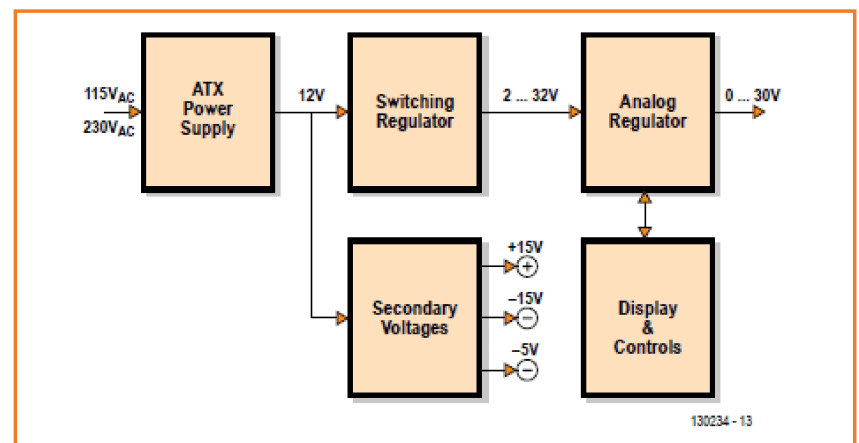 115VAC
230VAC
ATX
Power
Supply
12V
Switching
Regulator
2 ... 32V
Analog
Regulator
0 ... 30V
Secondary
Voltages
+15V
+
–15V
−
–5V
−
Display
&
Controls
130234 - 13